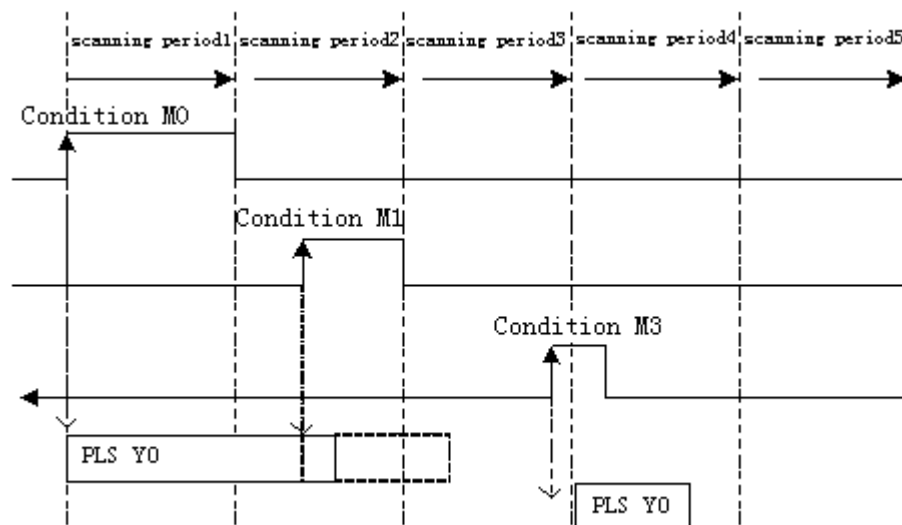 scanning period1 scanning period2 scanning period3 scanning period4 scanning period5
Condition M0
Condition M1
Condition M3
PLS Y0
PLS Y0